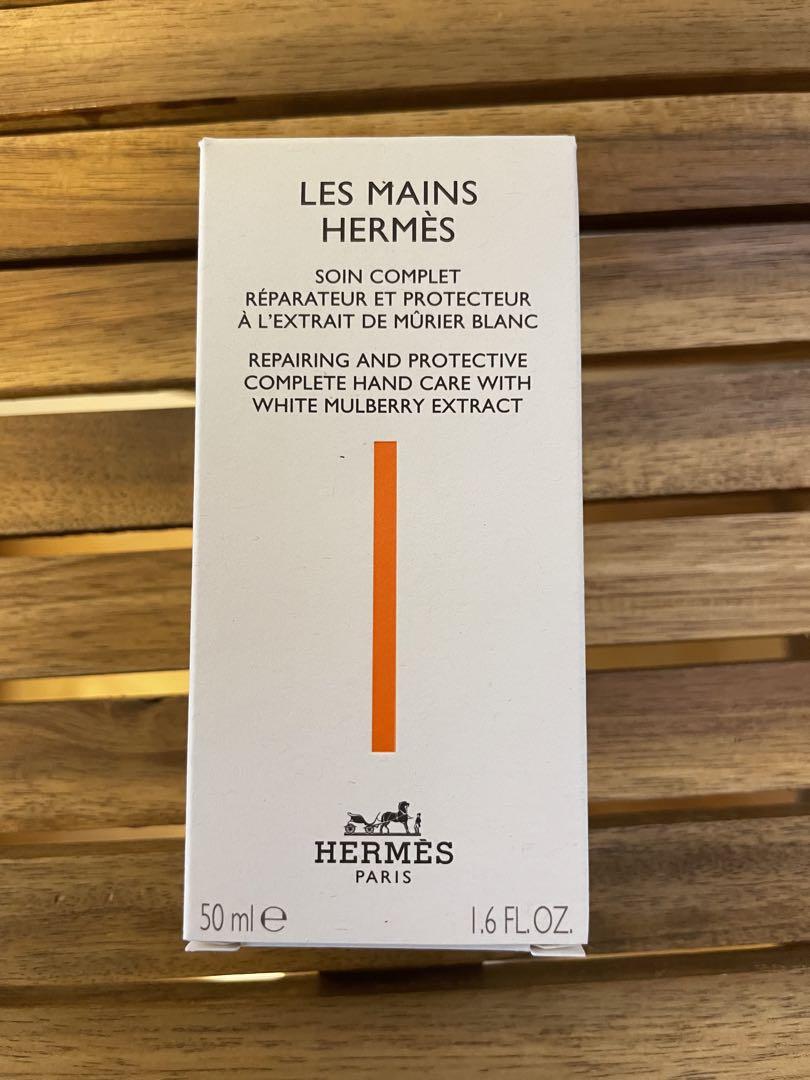 LES MAINS
HERMÈS
SOIN COMPLET
RÉPARATEUR ET PROTECTEUR
À L'EXTRAIT DE MÛRIER BLANC
REPAIRING AND PROTECTIVE
COMPLETE HAND CARE WITH
WHITE MULBERRY EXTRACT
HERMÈS
PARIS
50 ml ℮ 1.6 FL.OZ.